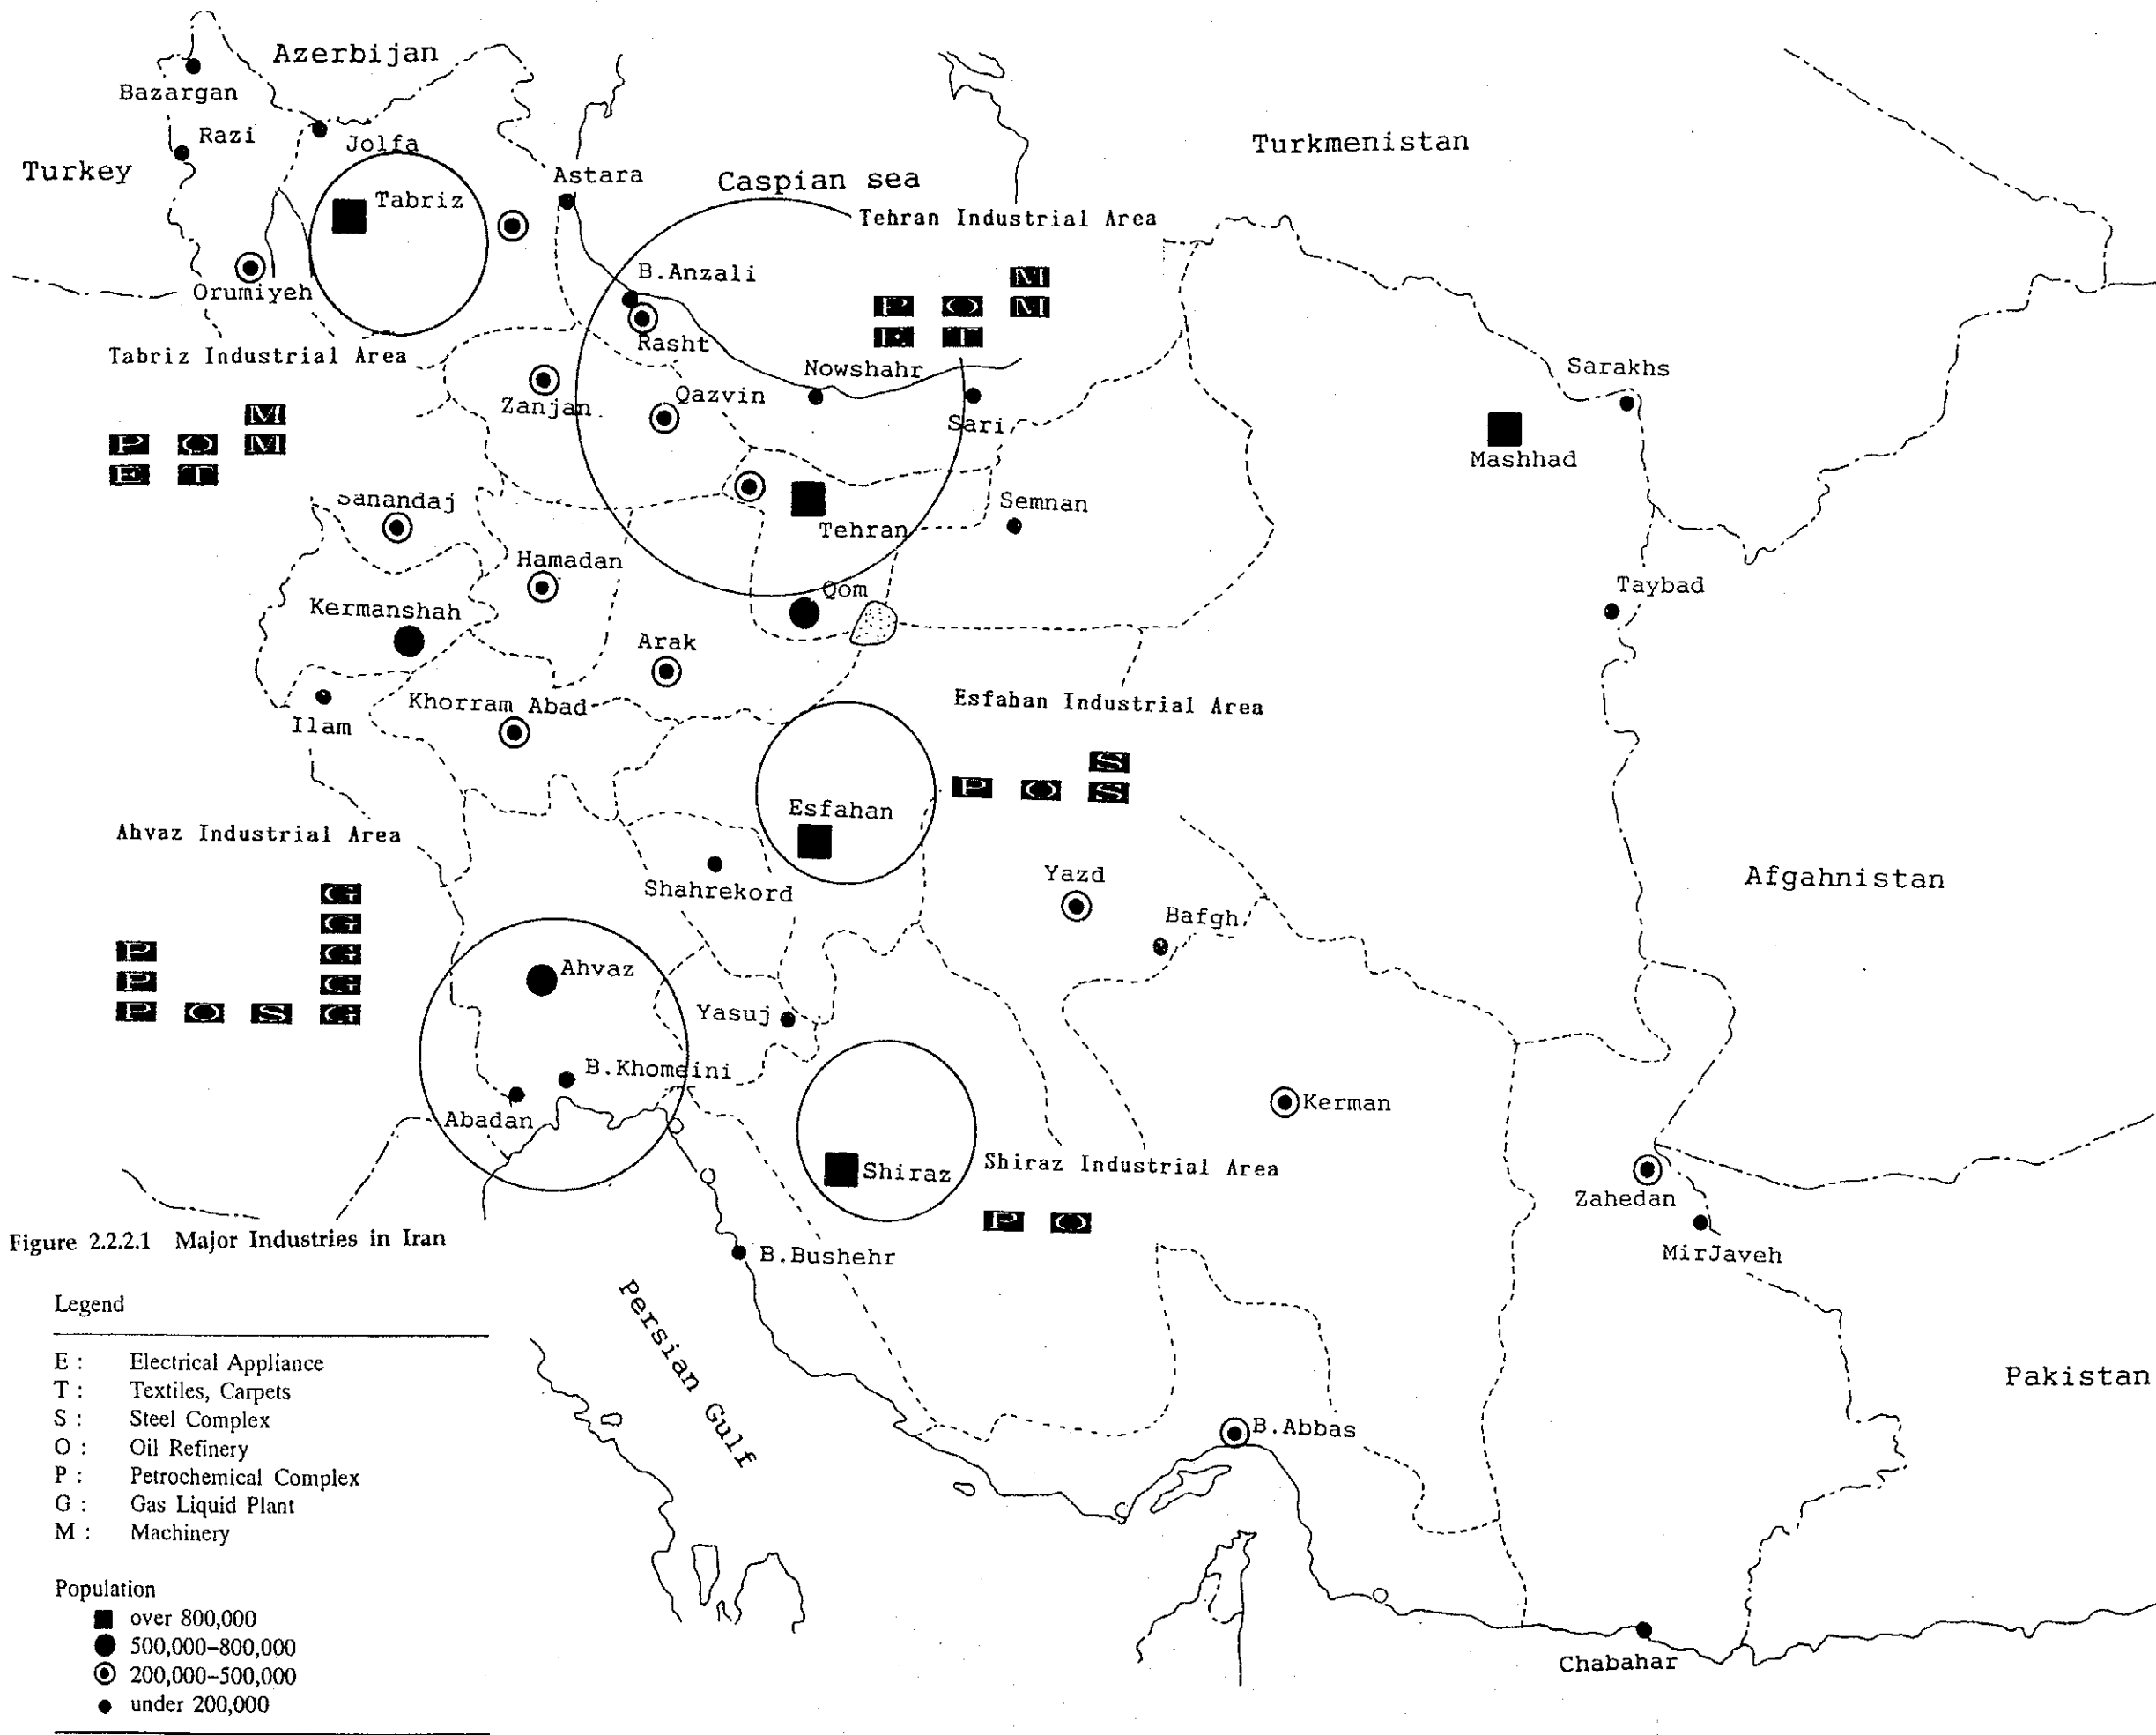 Azerbijan
Bazargan
Razi
Jolfa
Turkey
Turkmenistan
Astara
Caspian sea
Tabriz
Tehran Industrial Area
B.Anzali
M
Orumiyeh
P O M
E T
Rasht
Tabriz Industrial Area
Nowshahr
Sarakhs
Zanjan
Qazvin
M
Sari
P O M
Mashhad
E T
Sanandaj
Semnan
Tehran
Hamadan
Taybad
Qom
Kermanshah
Arak
Esfahan Industrial Area
Khorram Abad
Ilam
S
P O S
Esfahan
Ahvaz Industrial Area
Yazd
Afgahnistan
Shahrekord
G
Bafgh
G
P G
Ahvaz
P G
P O S G
Yasuj
B.Khomeini
Kerman
Abadan
Shiraz Industrial Area
Shiraz
Zahedan
P O
Figure 2.2.2.1 Major Industries in Iran
B.Bushehr
MirJaveh
Persian Gulf
Pakistan
B.Abbas
Chabahar
Legend
E : Electrical Appliance
T : Textiles, Carpets
S : Steel Complex
O : Oil Refinery
P : Petrochemical Complex
G : Gas Liquid Plant
M : Machinery
Population
over 800,000
500,000-800,000
200,000-500,000
under 200,000